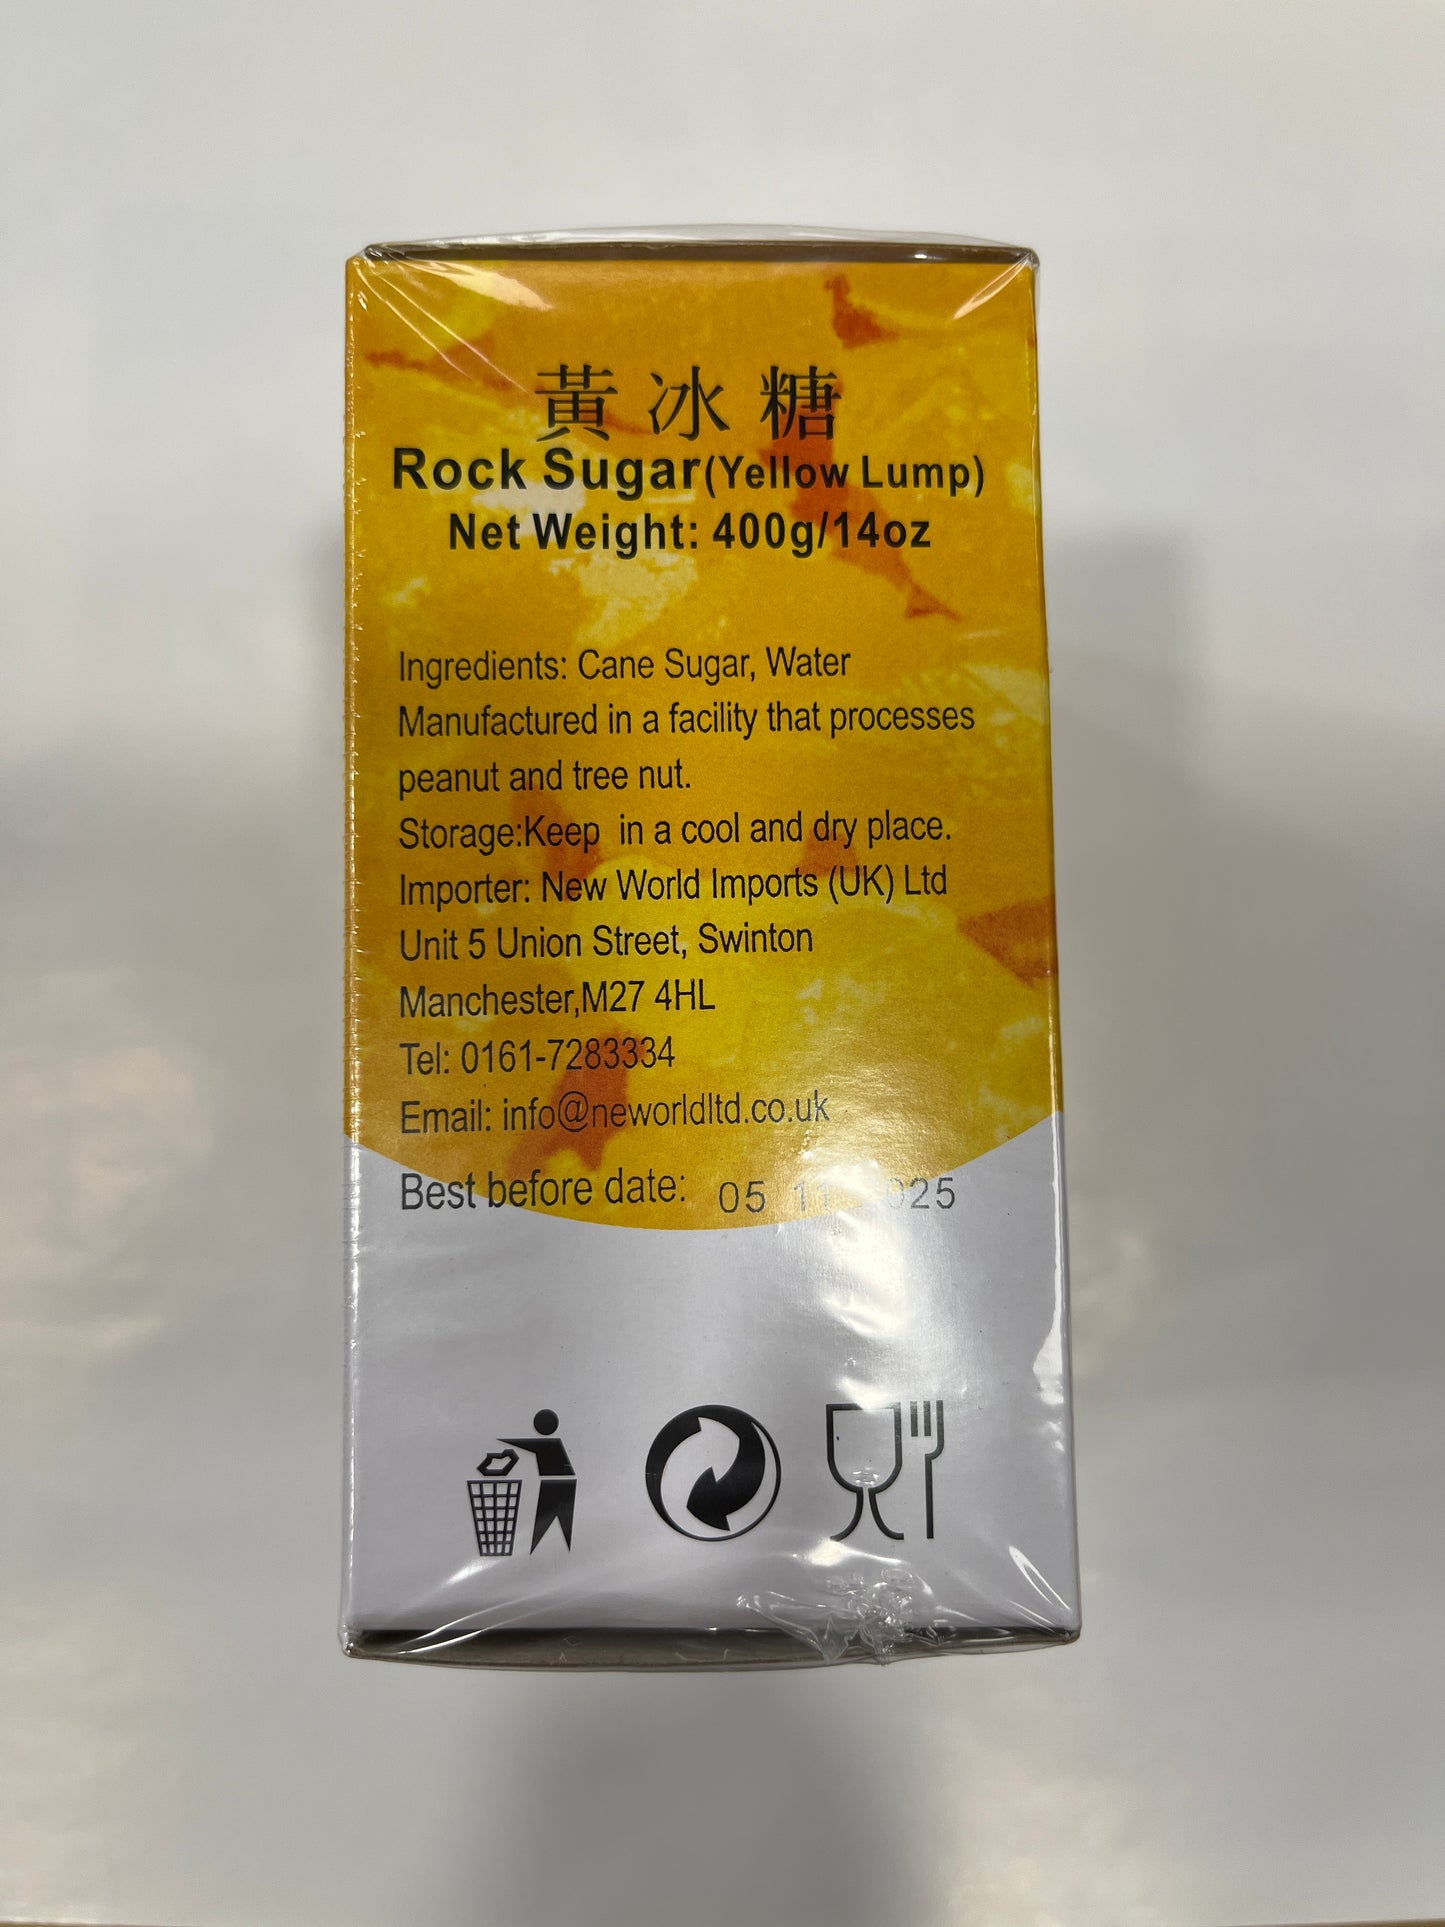 黃冰糖
Rock Sugar(Yellow Lump)
Net Weight: 400g/14oz
Ingredients: Cane Sugar, Water
Manufactured in a facility that processes
peanut and tree nut.
Storage:Keep in a cool and dry place.
Importer: New World Imports (UK) Ltd
Unit 5 Union Street, Swinton
Manchester,M27 4HL
Tel: 0161-7283334
Email: info@neworldltd.co.uk
Best before date: 05 11